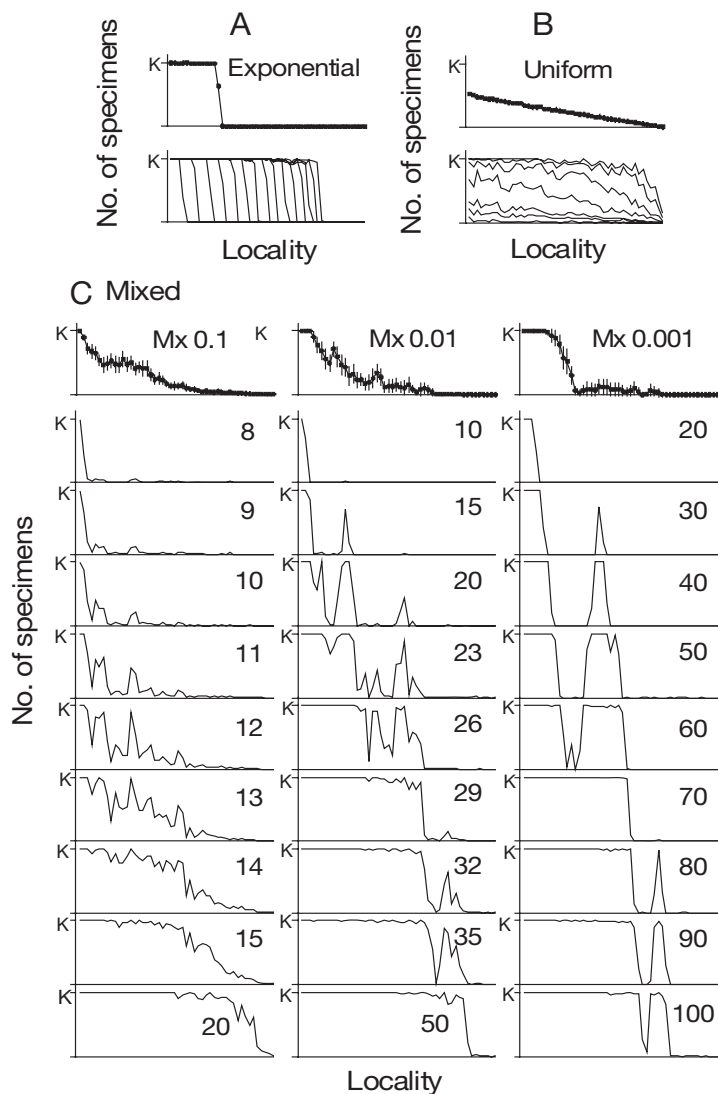 A
B
No. of specimens
K
Exponential
K
Locality
No. of specimens
K
Uniform
K
Locality
C Mixed
K
Mx 0.1
K
Mx 0.01
K
Mx 0.001
No. of specimens
K
8
K
10
K
20
K
9
K
15
K
30
K
10
K
20
K
40
K
11
K
23
K
50
K
12
K
26
K
60
K
13
K
29
K
70
K
14
K
32
K
80
K
15
K
35
K
90
K
20
K
50
K
100
Locality